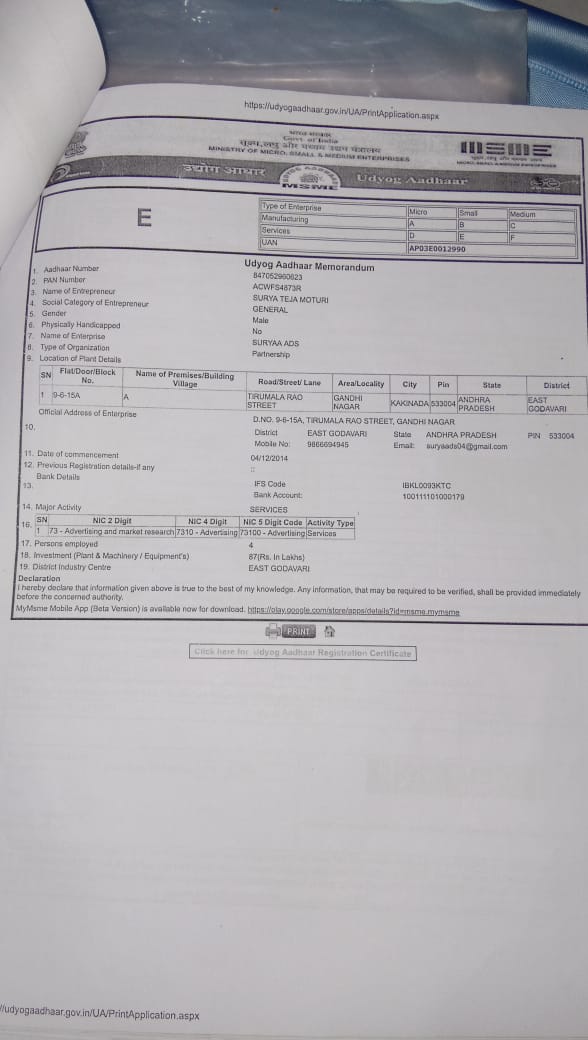 https://udyogaadhaar.gov.in/UA/PrintApplication.aspx
भारत सरकार
Govt. of India
सूक्ष्म, लघु और मध्यम उद्यम मंत्रालय
MINISTRY OF MICRO, SMALL & MEDIUM ENTERPRISES
MSME
उद्योग आधार
MSME
Udyog Aadhaar
E
Type of Enterprise Micro Small Medium
Manufacturing A B C
Services D E F
UAN AP03E0012990
Udyog Aadhaar Memorandum
1. Aadhaar Number 847052960623
2. PAN Number ACWFS4873R
3. Name of Entrepreneur SURYA TEJA MOTURI
4. Social Category of Entrepreneur GENERAL
5. Gender Male
6. Physically Handicapped No
7. Name of Enterprise SURYAA ADS
8. Type of Organization Partnership
9. Location of Plant Details
SN Flat/Door/Block No. Name of Premises/Building Village Road/Street/ Lane Area/Locality City Pin State District
1 9-6-15A A TIRUMALA RAO STREET GANDHI NAGAR KAKINADA 533004 ANDHRA PRADESH EAST GODAVARI
Official Address of Enterprise D.NO. 9-6-15A, TIRUMALA RAO STREET, GANDHI NAGAR
10. District EAST GODAVARI State ANDHRA PRADESH PIN 533004
Mobile No: 9866694945 Email: suryaads04@gmail.com
11. Date of commencement 04/12/2014
12. Previous Registration details-if any ::
Bank Details IFS Code IBKL0093KTC
13. Bank Account: 100111101000179
14. Major Activity SERVICES
16. SN NIC 2 Digit NIC 4 Digit NIC 5 Digit Code Activity Type
1 73 - Advertising and market research 7310 - Advertising 73100 - Advertising Services
17. Persons employed 4
18. Investment (Plant & Machinery / Equipment's) 87(Rs. In Lakhs)
19. District Industry Centre EAST GODAVARI
Declaration
I hereby declare that information given above is true to the best of my knowledge. Any information, that may be required to be verified, shall be provided immediately
before the concerned authority.
MyMsme Mobile App (Beta Version) is available now for download. https://play.google.com/store/apps/details?id=msme.mymsme
PRINT
Click here for Udyog Aadhaar Registration Certificate
//udyogaadhaar.gov.in/UA/PrintApplication.aspx